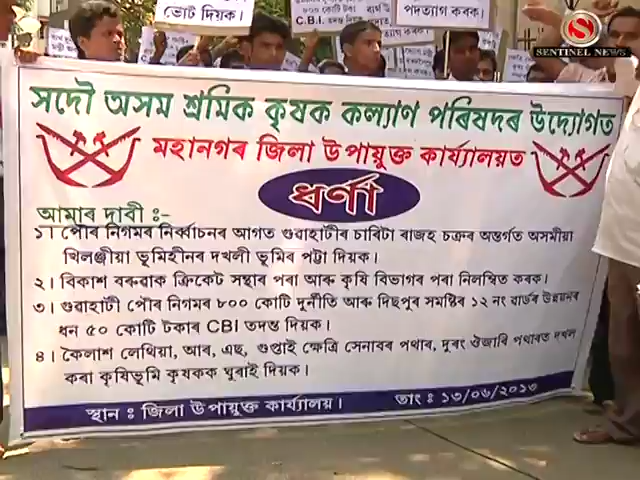 ভোট দিয়ক।
৮০০ কোটি টকা
C.B.I.
পদত্যাগ কৰক।
SENTINEL NEWS
সদৌ অসম শ্ৰমিক কৃষক কল্যাণ পৰিষদৰ উদ্যোগত
মহানগৰ জিলা উপায়ুক্ত কাৰ্য্যালয়ত
ধৰ্ণা
আমাৰ দাবী :-
১। পৌৰ নিগমৰ নিৰ্ব্বাচনৰ আগত গুৱাহাটীৰ চাৰিটা ৰাজহ চক্ৰৰ অন্তৰ্গত অসমীয়া
খিলঞ্জীয়া ভূমিহীনৰ দখলী ভূমিৰ পট্টা দিয়ক।
২। বিকাশ বৰুৱাক ক্ৰিকেট সন্থাৰ পৰা আৰু কৃষি বিভাগৰ পৰা নিলম্বিত কৰক।
৩। গুৱাহাটী পৌৰ নিগমৰ ৮০০ কোটি দুৰ্নীতি আৰু দিছপুৰ সমষ্টিৰ ১২ নং ৱাৰ্ডৰ উন্নয়নৰ
ধন ৫০ কোটি টকাৰ CBI তদন্ত দিয়ক।
৪। কৈলাশ লেথিয়া, আৰ, এছ, গুপ্তাই ক্ষেত্ৰি সেনাবৰ পথাৰ, দুৰং ঔজাৰি পথাৰত দখল
কৰা কৃষিভূমি কৃষকক ঘূৰাই দিয়ক।
স্থান : জিলা উপায়ুক্ত কাৰ্য্যালয়। তাং : ১৩/০৬/২০১৩